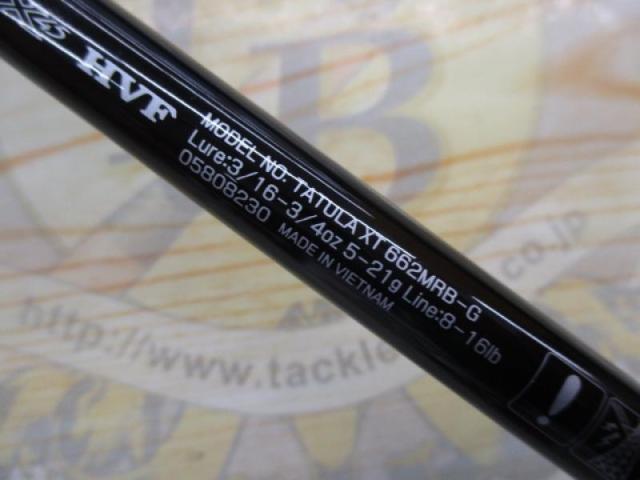 X45 HVF
MODEL NO. TATULA XT 662MRB-G
Lure:3/16-3/4oz 5-21g Line:8-16lb
05808230 MADE IN VIETNAM
B
http://www.tackle
co.jp